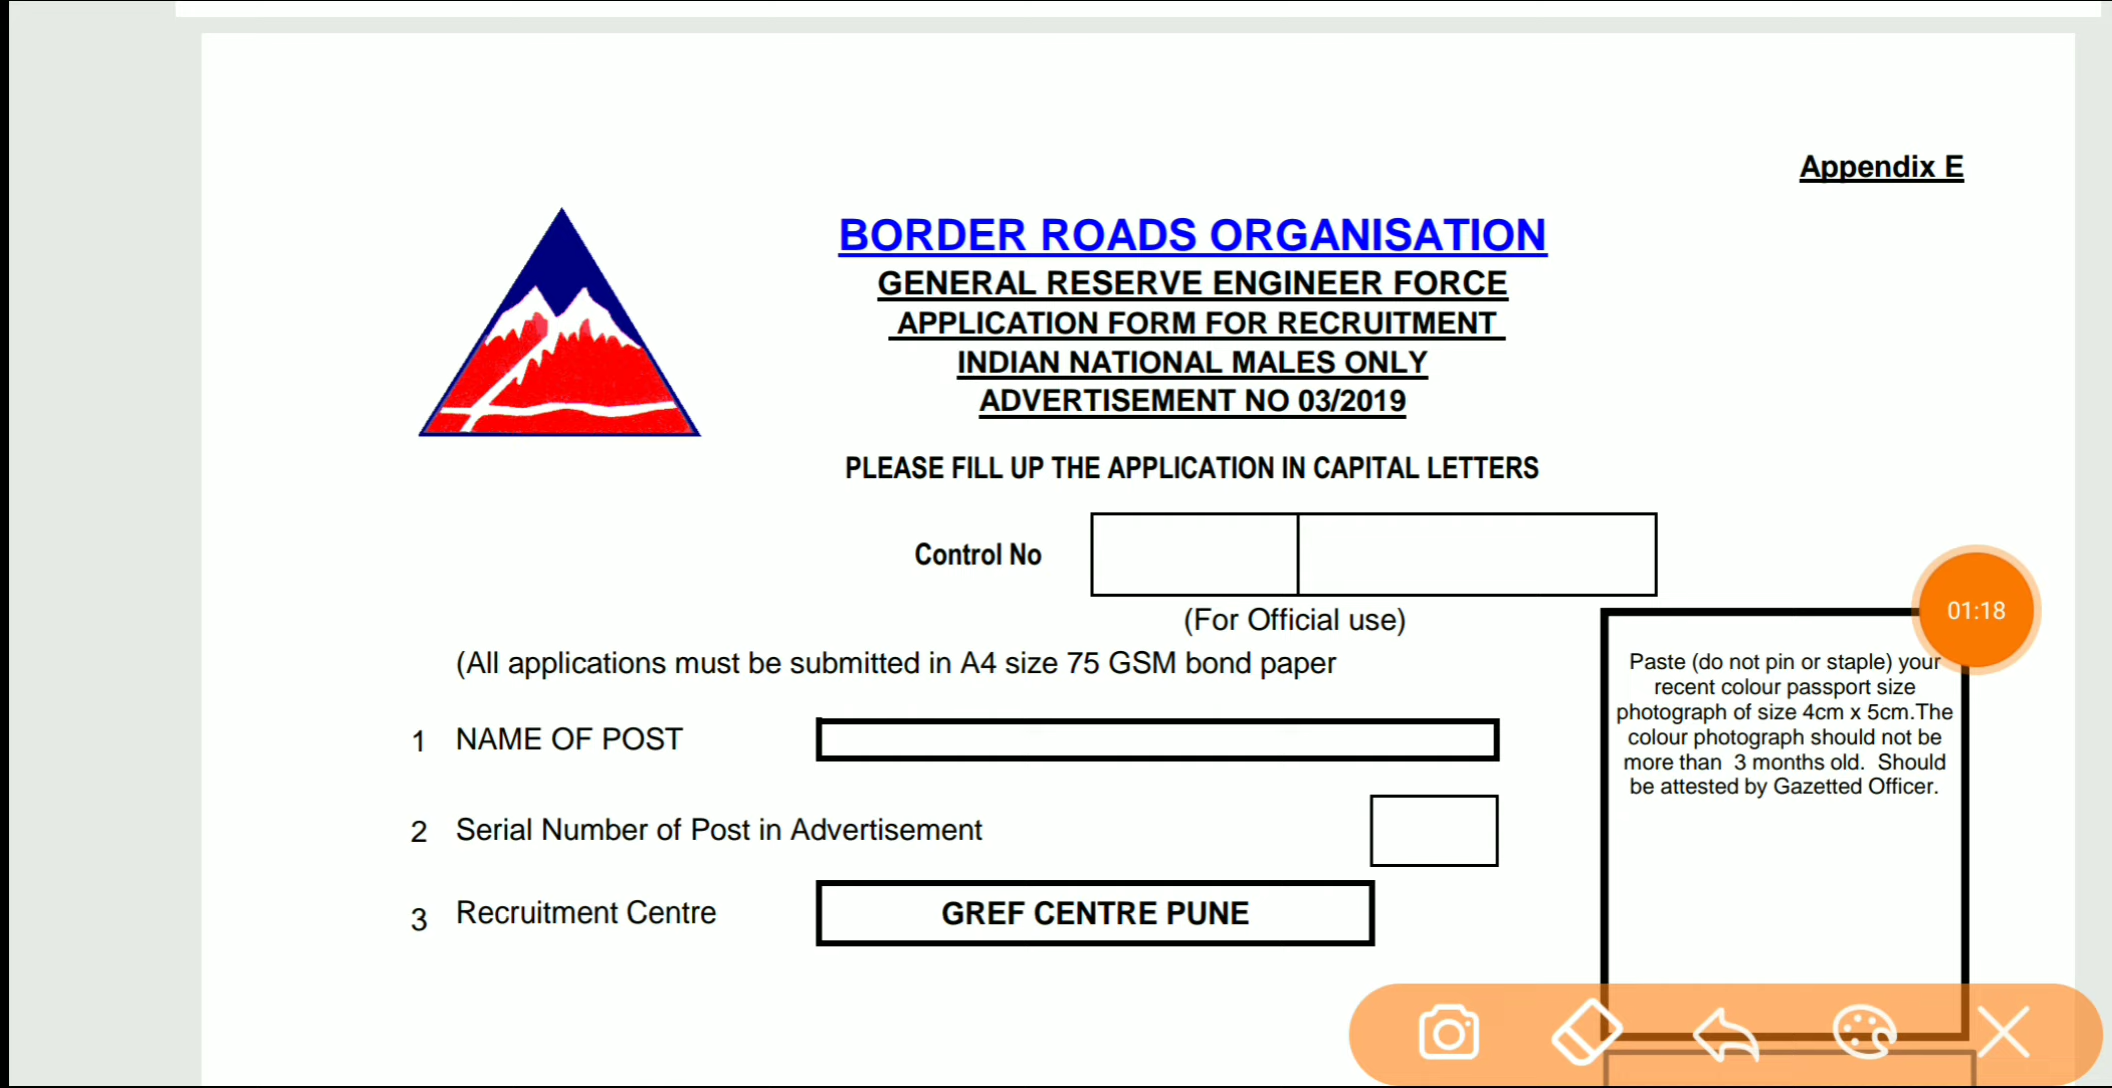 Appendix E
BORDER ROADS ORGANISATION
GENERAL RESERVE ENGINEER FORCE
APPLICATION FORM FOR RECRUITMENT
INDIAN NATIONAL MALES ONLY
ADVERTISEMENT NO 03/2019
PLEASE FILL UP THE APPLICATION IN CAPITAL LETTERS
Control No
(For Official use)
01:18
(All applications must be submitted in A4 size 75 GSM bond paper
Paste (do not pin or staple) your
recent colour passport size
photograph of size 4cm x 5cm.The
colour photograph should not be
more than 3 months old. Should
be attested by Gazetted Officer.
1 NAME OF POST
2 Serial Number of Post in Advertisement
3 Recruitment Centre GREF CENTRE PUNE